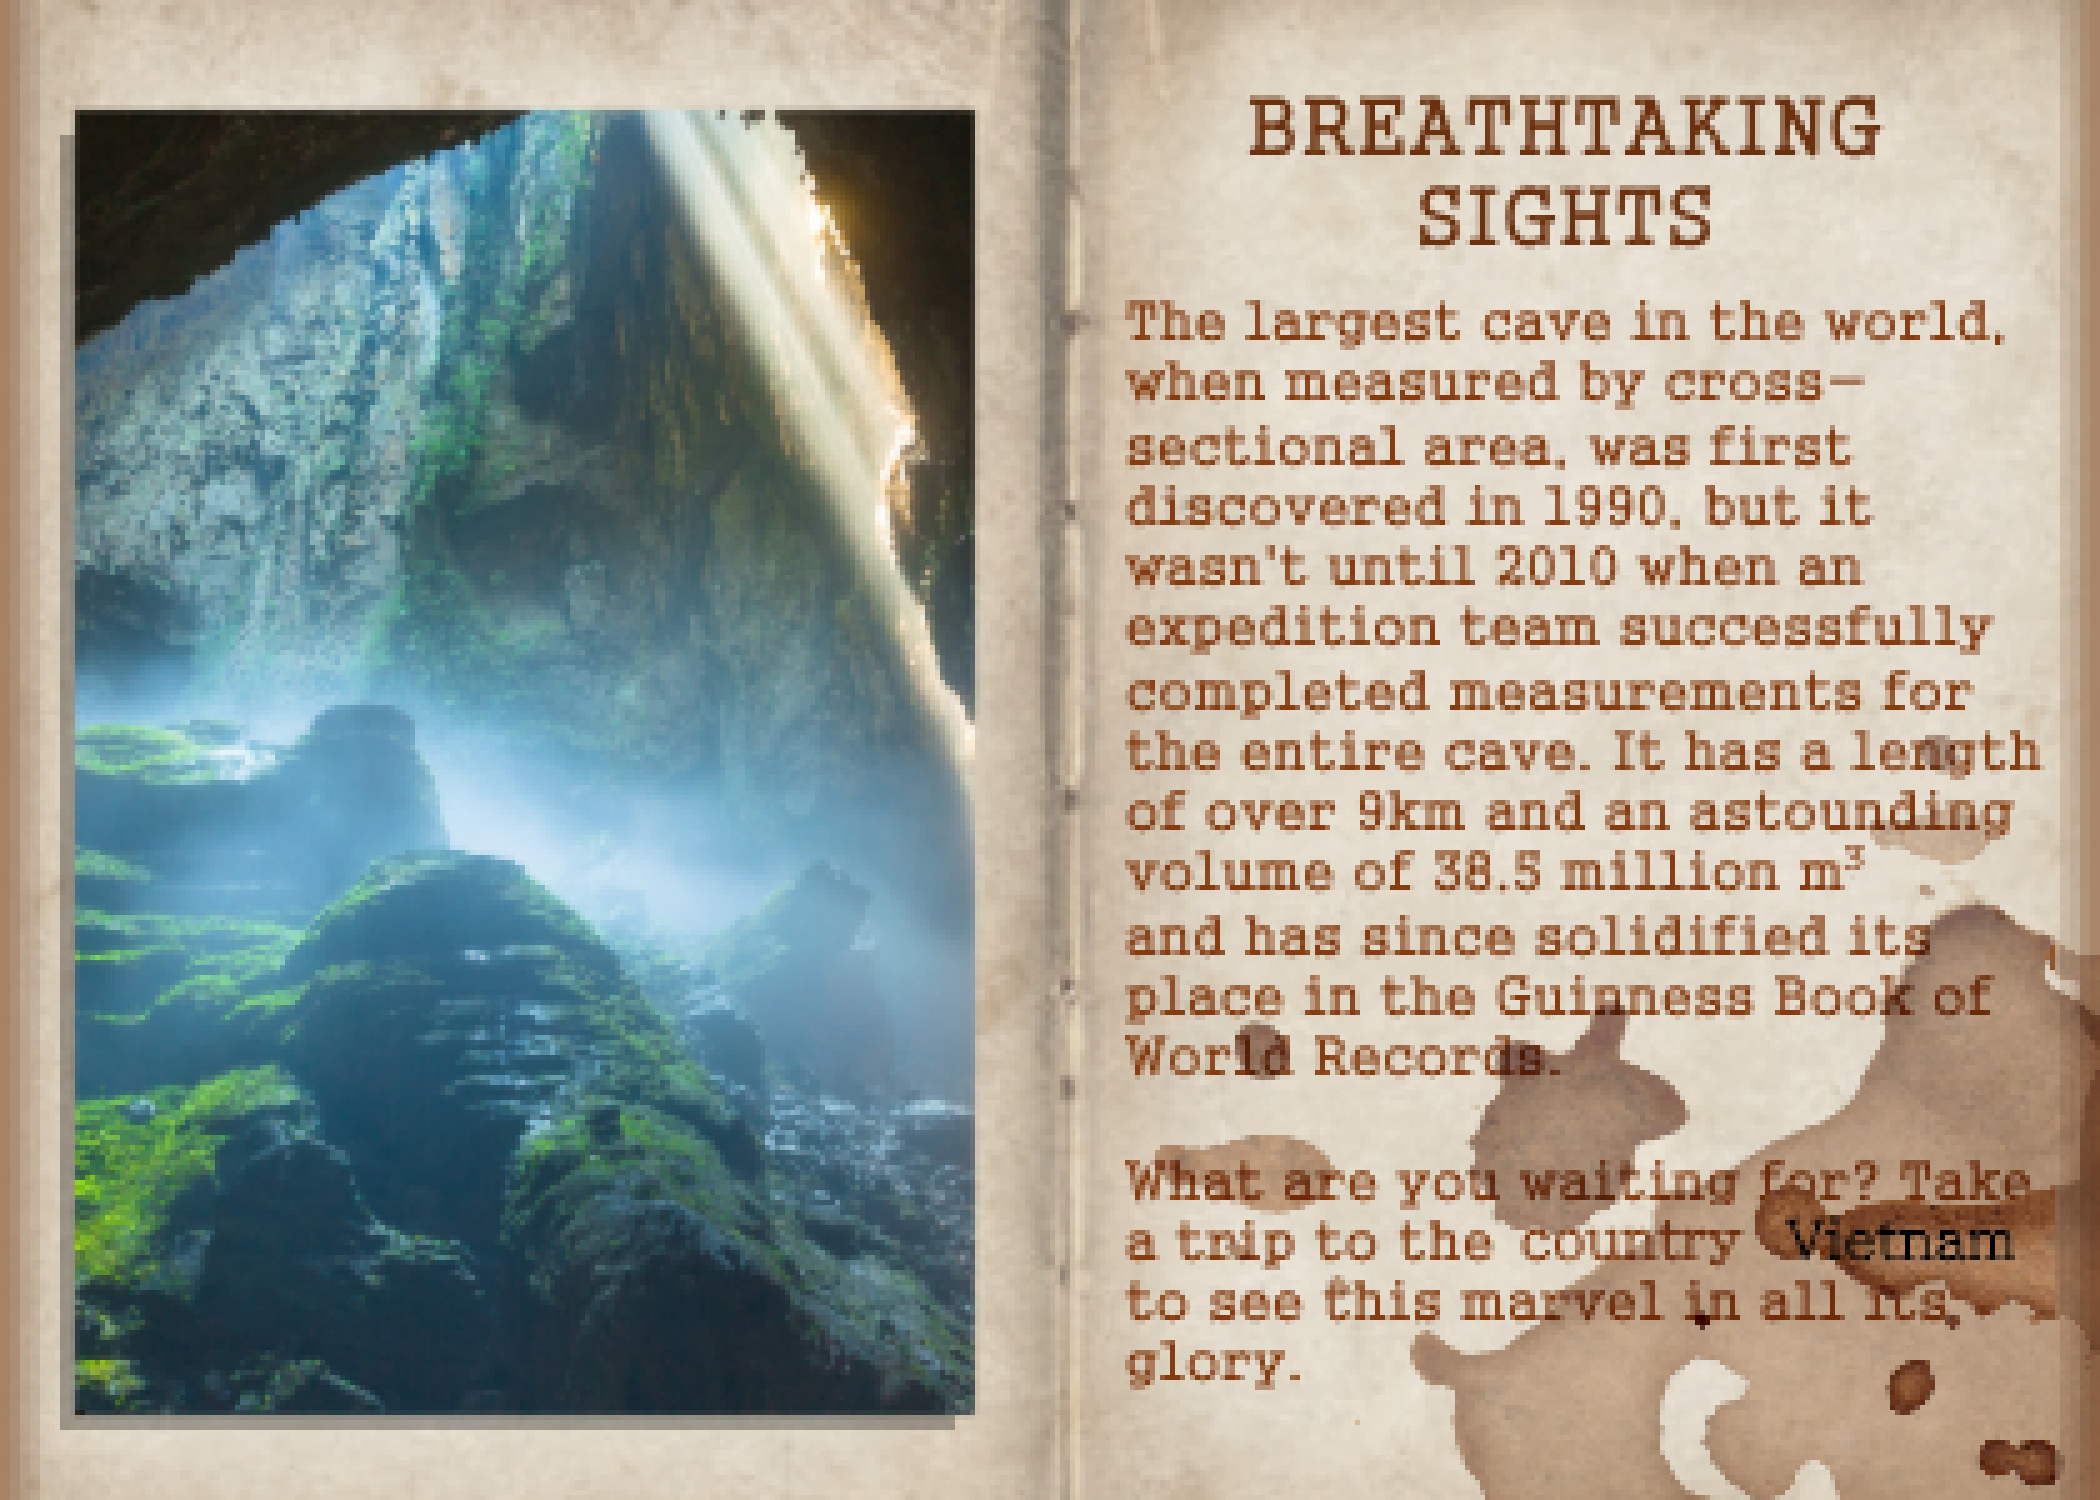 BREATHTAKING
SIGHTS
The largest cave in the world,
when measured by cross-
sectional area, was first
discovered in 1990, but it
wasn't until 2010 when an
expedition team successfully
completed measurements for
the entire cave. It has a length
of over 9km and an astounding
volume of 38.5 million m³
and has since solidified its
place in the Guinness Book of
World Records.
What are you waiting for? Take
a trip to the country Vietnam
to see this marvel in all its
glory.